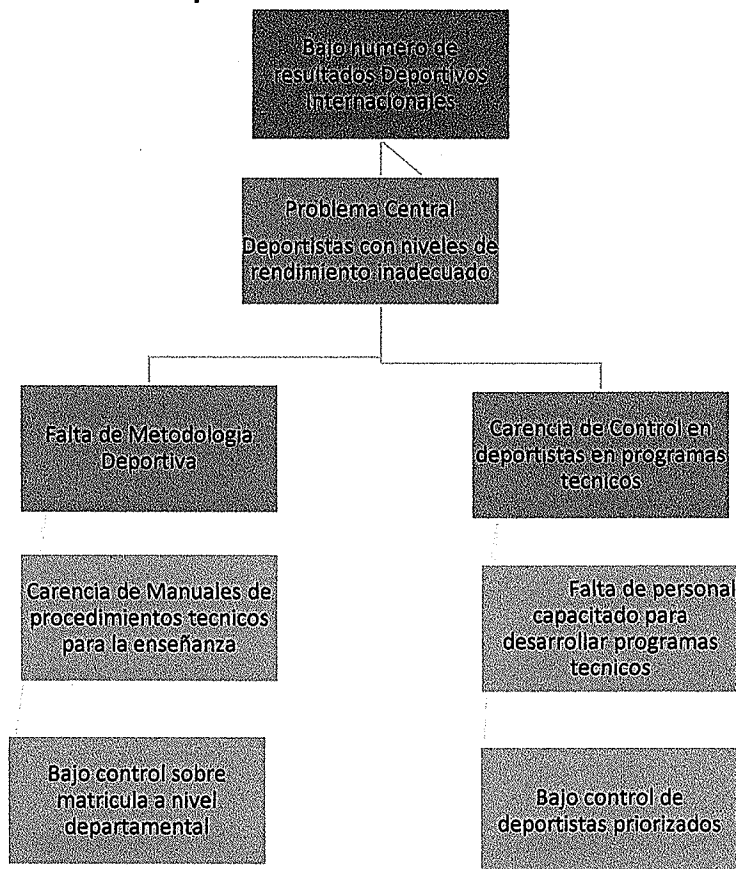 Bajo numero de
resultados Deportivos
Internacionales
Problema Central
Deportistas con niveles de
rendimiento inadecuado
Falta de Metodologia
Deportiva
Carencia de Control en
deportistas en programas
tecnicos
Carencia de Manuales de
procedimientos tecnicos
para la enseñanza
Falta de personal
capacitado para
desarrollar programas
tecnicos
Bajo control sobre
matricula a nivel
departamental
Bajo control de
deportistas priorizados